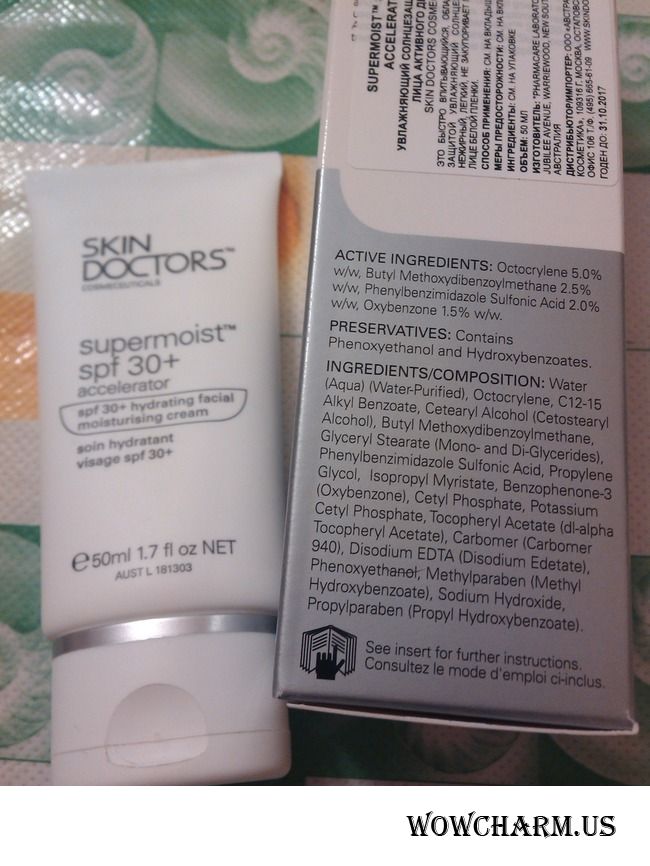 SKIN
DOCTORS™
COSMECEUTICALS
supermoist™
spf 30+
accelerator
spf 30+ hydrating facial
moisturising cream
soin hydratant
visage spf 30+
e50ml 1.7 fl oz NET
AUST L 181303
SUPERMOIST™
ACCELERAT
УВЛАЖНЯЮЩИЙ СОЛНЦЕЗАЩ
ЛИЦА АКТИВНОГО Д
SKIN DOCTORS COSME
ЭТО БЫСТРО ВПИТЫВАЮЩИЙСЯ, ОБЛА
ЗАЩИТОЙ УВЛАЖНЯЮЩИЙ СОЛНЦЕ
НЕЖИРНЫЙ, ЛЕГКИЙ, НЕ ЗАКУПОРИВАЕТ
ЛИЦЕ БЕЛОЙ ПЛЕНКИ.
СПОСОБ ПРИМЕНЕНИЯ: СМ. НА ВКЛАДЫШ
МЕРЫ ПРЕДОСТОРОЖНОСТИ: СМ. НА ВКЛ
ИНГРЕДИЕНТЫ: СМ. НА УПАКОВКЕ
ОБЪЕМ: 50 МЛ
ИЗГОТОВИТЕЛЬ: "PHARMACARE LABORATO
JUBILEE AVENUE, WARRIEWOOD, NEW SOUT
АВСТРАЛИЯ
ДИСТРИБЬЮТОР/ИМПОРТЕР: ООО «АВСТРА
КОСМЕТИКА», 109316 Г. МОСКВА, ОСТАПОВС
ОФИС 106 Т/Ф. (495) 665-61-09 WWW.SKINDO
ГОДЕН ДО: 31.10.2017
ACTIVE INGREDIENTS: Octocrylene 5.0%
w/w, Butyl Methoxydibenzoylmethane 2.5%
w/w, Phenylbenzimidazole Sulfonic Acid 2.0%
w/w, Oxybenzone 1.5% w/w.
PRESERVATIVES: Contains
Phenoxyethanol and Hydroxybenzoates.
INGREDIENTS/COMPOSITION: Water
(Aqua) (Water-Purified), Octocrylene, C12-15
Alkyl Benzoate, Cetearyl Alcohol (Cetostearyl
Alcohol), Butyl Methoxydibenzoylmethane,
Glyceryl Stearate (Mono- and Di-Glycerides),
Phenylbenzimidazole Sulfonic Acid, Propylene
Glycol, Isopropyl Myristate, Benzophenone-3
(Oxybenzone), Cetyl Phosphate, Potassium
Cetyl Phosphate, Tocopheryl Acetate (dl-alpha
Tocopheryl Acetate), Carbomer (Carbomer
940), Disodium EDTA (Disodium Edetate),
Phenoxyethanol, Methylparaben (Methyl
Hydroxybenzoate), Sodium Hydroxide,
Propylparaben (Propyl Hydroxybenzoate).
See insert for further instructions.
Consultez le mode d'emploi ci-inclus.
WOWCHARM.US